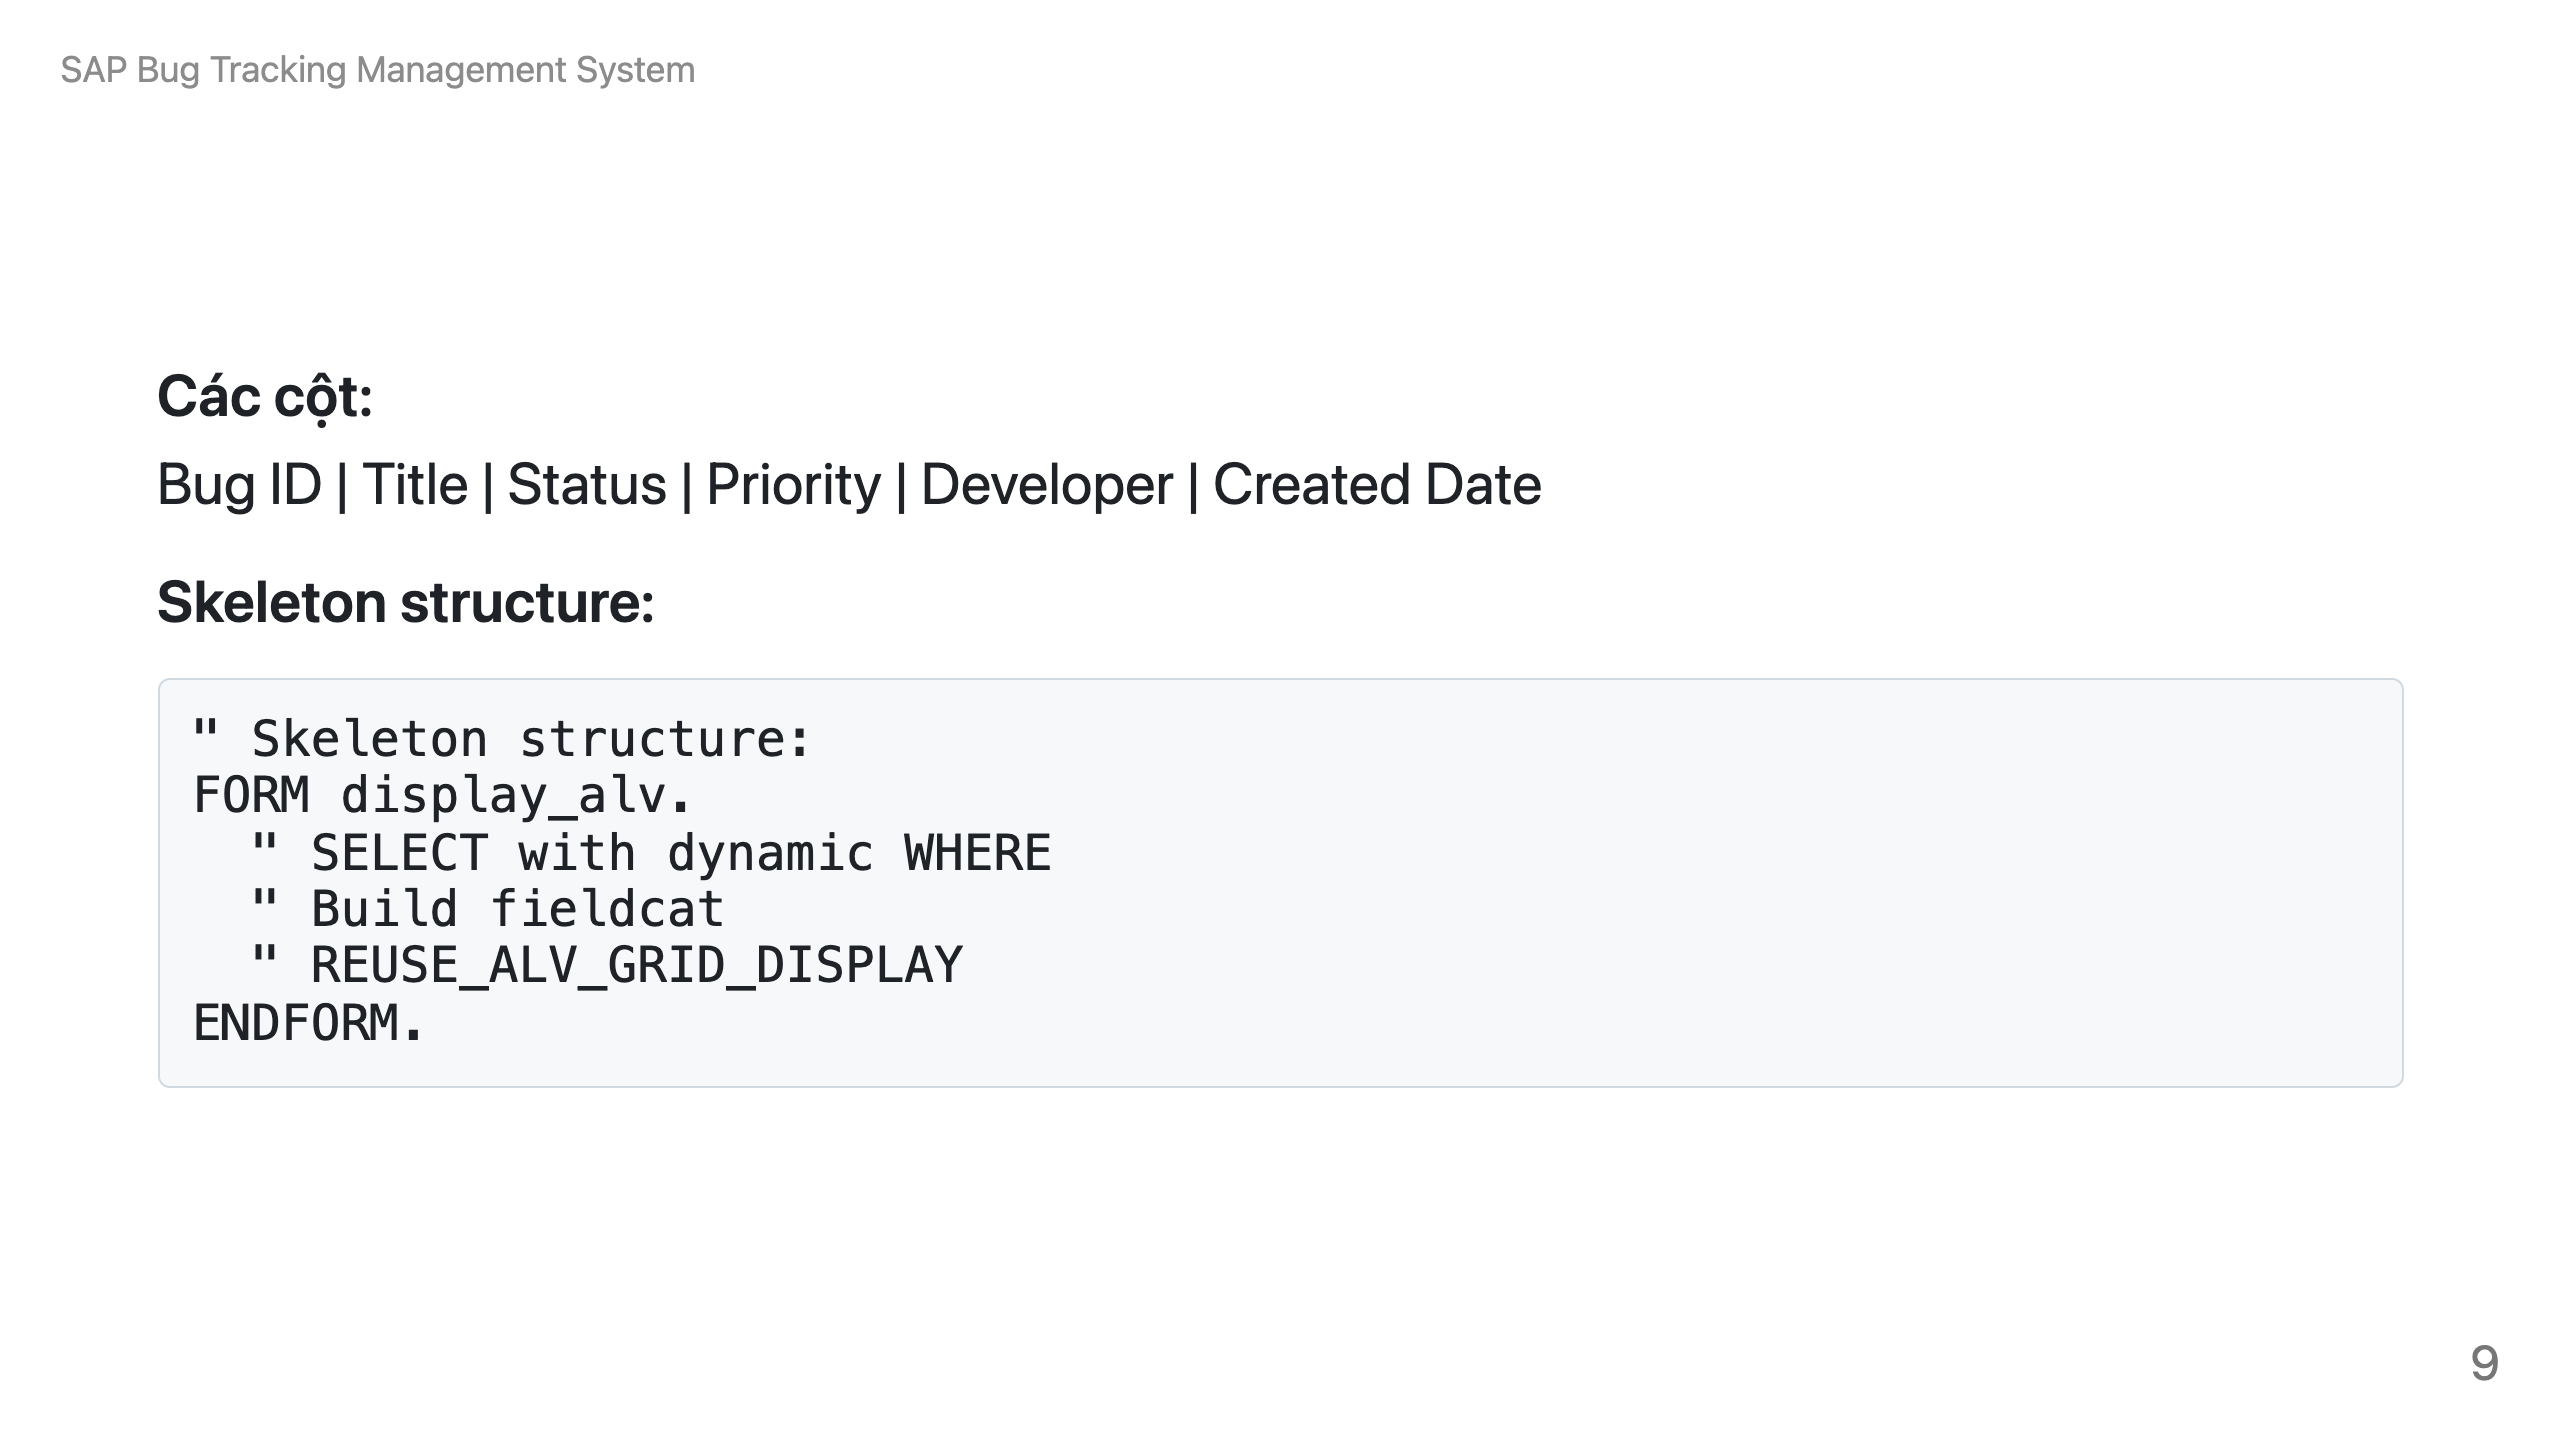 SAP Bug Tracking Management System
Các cột:
Bug ID | Title | Status | Priority | Developer | Created Date
Skeleton structure:
" Skeleton structure:
FORM display_alv.
  " SELECT with dynamic WHERE
  " Build fieldcat
  " REUSE_ALV_GRID_DISPLAY
ENDFORM.
9